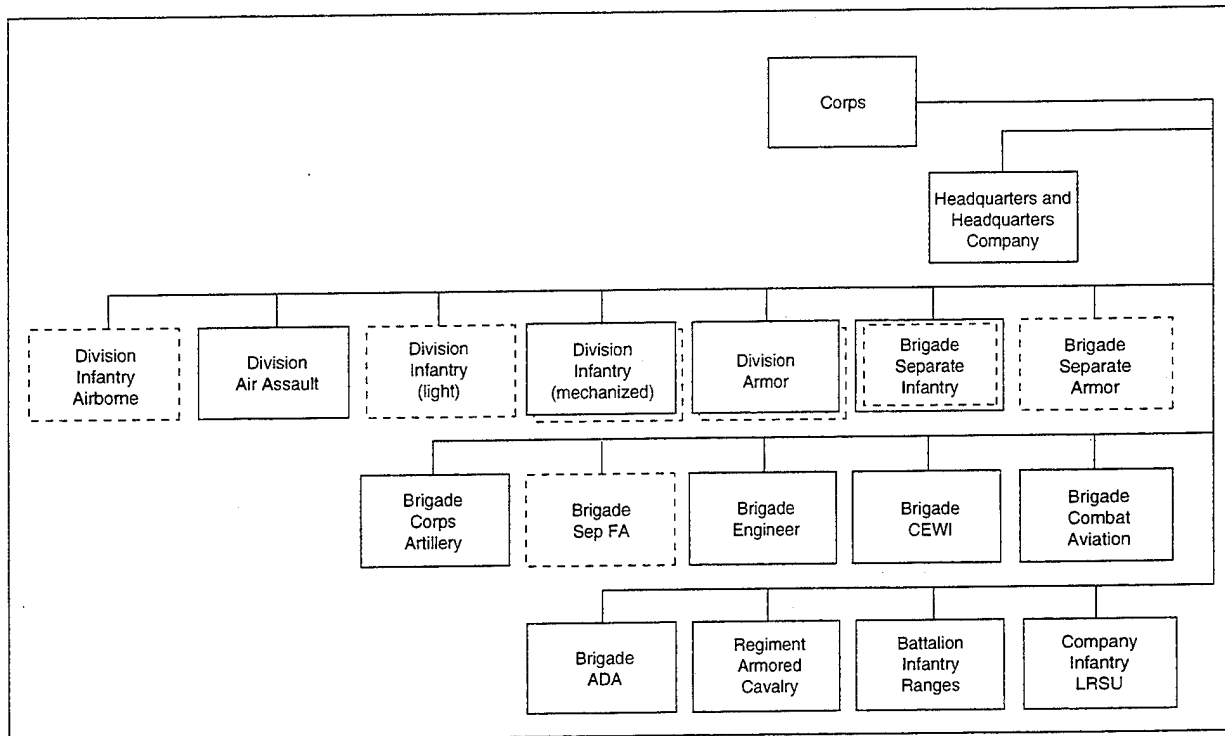 Corps
Headquarters and
Headquarters
Company
Division
Infantry
Airborne
Division
Air Assault
Division
Infantry
(light)
Division
Infantry
(mechanized)
Division
Armor
Brigade
Separate
Infantry
Brigade
Separate
Armor
Brigade
Corps
Artillery
Brigade
Sep FA
Brigade
Engineer
Brigade
CEWI
Brigade
Combat
Aviation
Brigade
ADA
Regiment
Armored
Cavalry
Battalion
Infantry
Ranges
Company
Infantry
LRSU